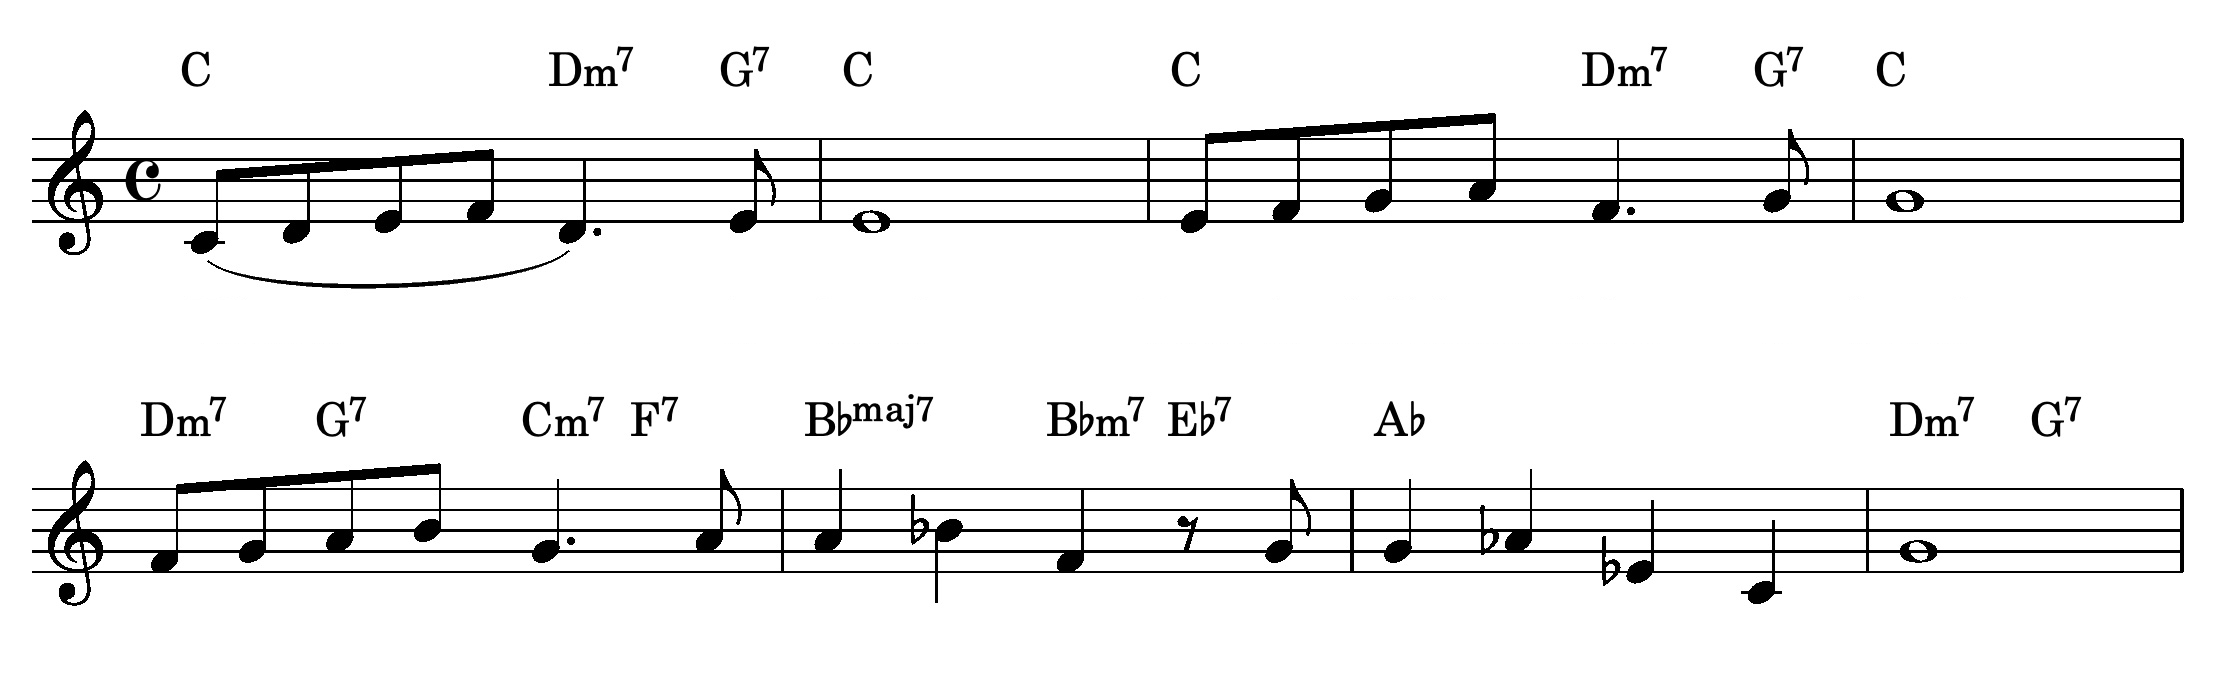 C Dm7 G7 C C Dm7 G7 C
Dm7 G7 Cm7 F7 B♭maj7 B♭m7 E♭7 A♭ Dm7 G7